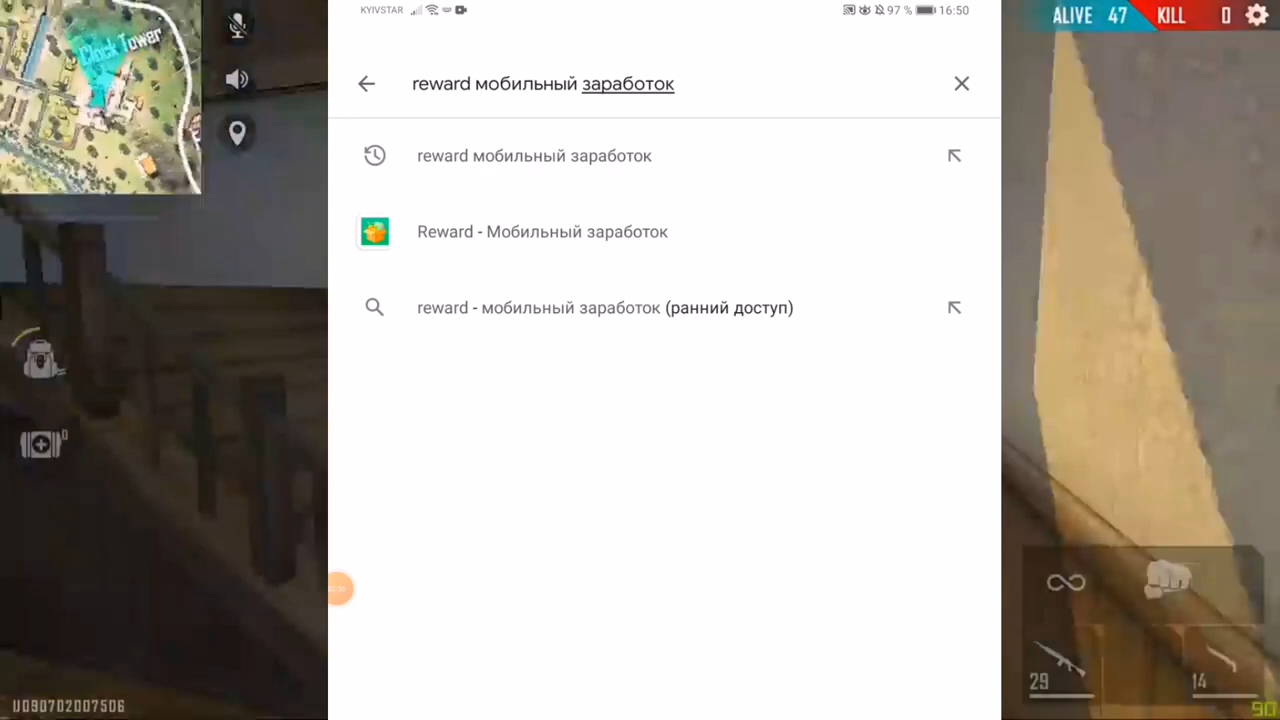 Clock Tower
KYIVSTAR
97 % 16:50
ALIVE 47 KILL 0
reward мобильный заработок
reward мобильный заработок
Reward - Мобильный заработок
reward - мобильный заработок (ранний доступ)
0
29
14
90